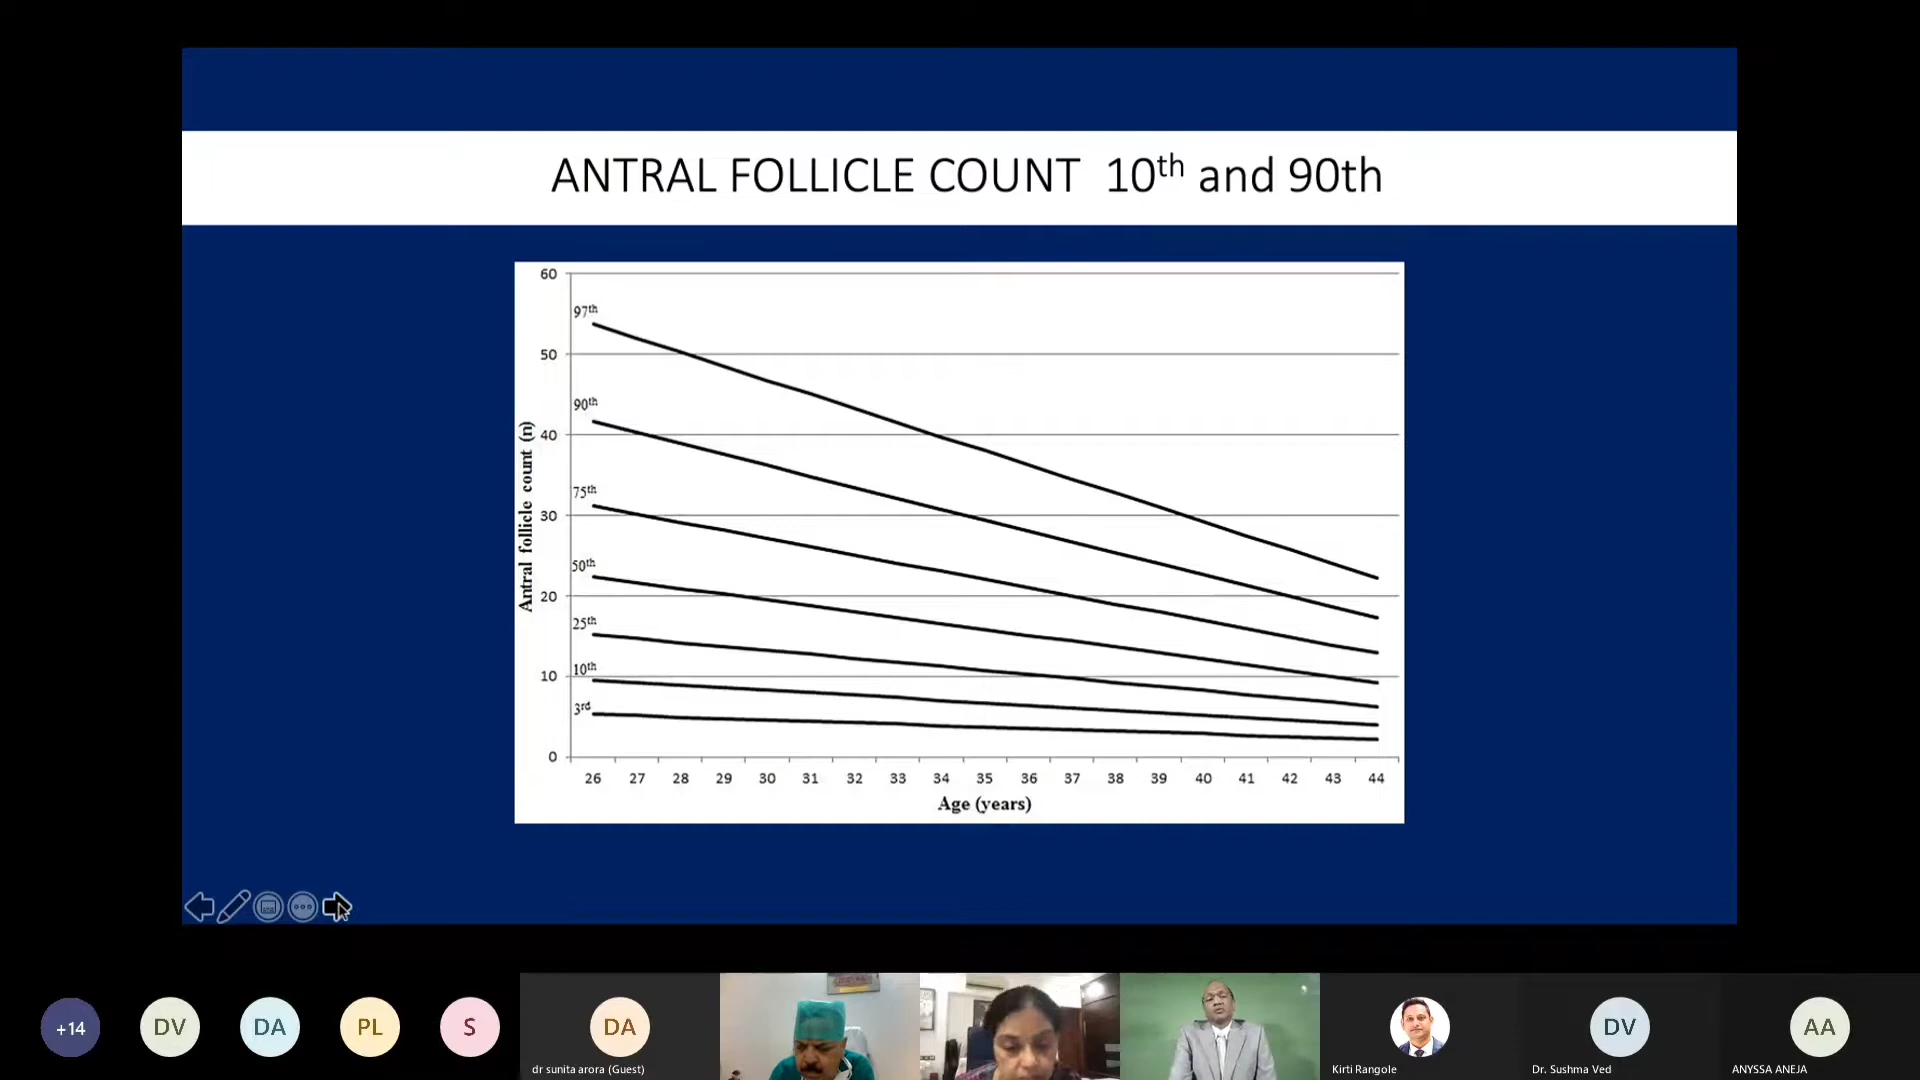 ANTRAL FOLLICLE COUNT 10th and 90th
60
97th
50
90th
40
75th
30
50th
20
25th
10
10th
3rd
0
Antral follicle count (n)
26 27 28 29 30 31 32 33 34 35 36 37 38 39 40 41 42 43 44
Age (years)
+14
DV
DA
PL
S
DA
dr sunita arora (Guest)
Kirti Rangole
DV
Dr. Sushma Ved
AA
ANYSSA ANEJA